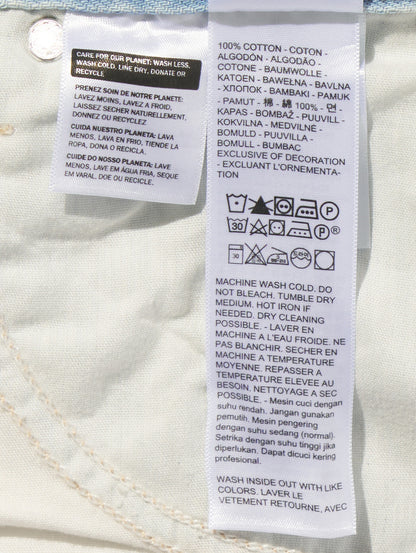 CARE FOR OUR PLANET: WASH LESS,
WASH COLD, LINE DRY, DONATE OR
RECYCLE
PRENEZ SOIN DE NOTRE PLANETE:
LAVEZ MOINS, LAVEZ A FROID,
LAISSEZ SECHER NATURELLEMENT,
DONNEZ OU RECYCLEZ
CUIDA NUESTRO PLANETA: LAVA
MENOS, LAVA EN FRIO, TIENDE LA
ROPA, DONA O RECICLA.
CUIDE DO NOSSO PLANETA: LAVE
MENOS, LAVE EM ÁGUA FRIA, SEQUE
EM VARAL, DOE OU RECICLE.
100% COTTON - COTON -
ALGODÓN - ALGODÃO -
COTONE - BAUMWOLLE -
KATOEN - BAWEŁNA - BAVLNA
- ХЛОПОК - BAMBAKI - PAMUK
- PAMUT - 棉 - 綿 100% - 면 -
KAPAS - BOMBAŽ - PUUVILL -
KOKVILNA - MEDVILNE -
BOMULD - PUUVILLA -
BOMULL - BUMBAC
EXCLUSIVE OF DECORATION
- EXCLUANT L'ORNEMENTA-
TION
P
30 P®
30
MACHINE WASH COLD. DO
NOT BLEACH. TUMBLE DRY
MEDIUM. HOT IRON IF
NEEDED. DRY CLEANING
POSSIBLE. - LAVER EN
MACHINE A L'EAU FROIDE. NE
PAS BLANCHIR. SECHER EN
MACHINE A TEMPERATURE
MOYENNE. REPASSER A
TEMPERATURE ELEVEE AU
BESOIN. NETTOYAGE A SEC
POSSIBLE. - Mesin cuci dengan
suhu rendah. Jangan gunakan
pemutih. Mesin pengering
dengan suhu sedang (normal).
Setrika dengan suhu tinggi jika
diperlukan. Dapat dicuci kering
profesional.
WASH INSIDE OUT WITH LIKE
COLORS. LAVER LE
VETEMENT RETOURNE, AVEC